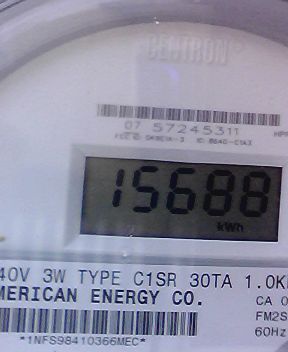 CENTRON®
07 57245311
15688
kWh
40V 3W TYPE C1SR 30TA 1.0K
MERICAN ENERGY CO.
CA 0
FM2S
60Hz
*1NFS98410366MEC*